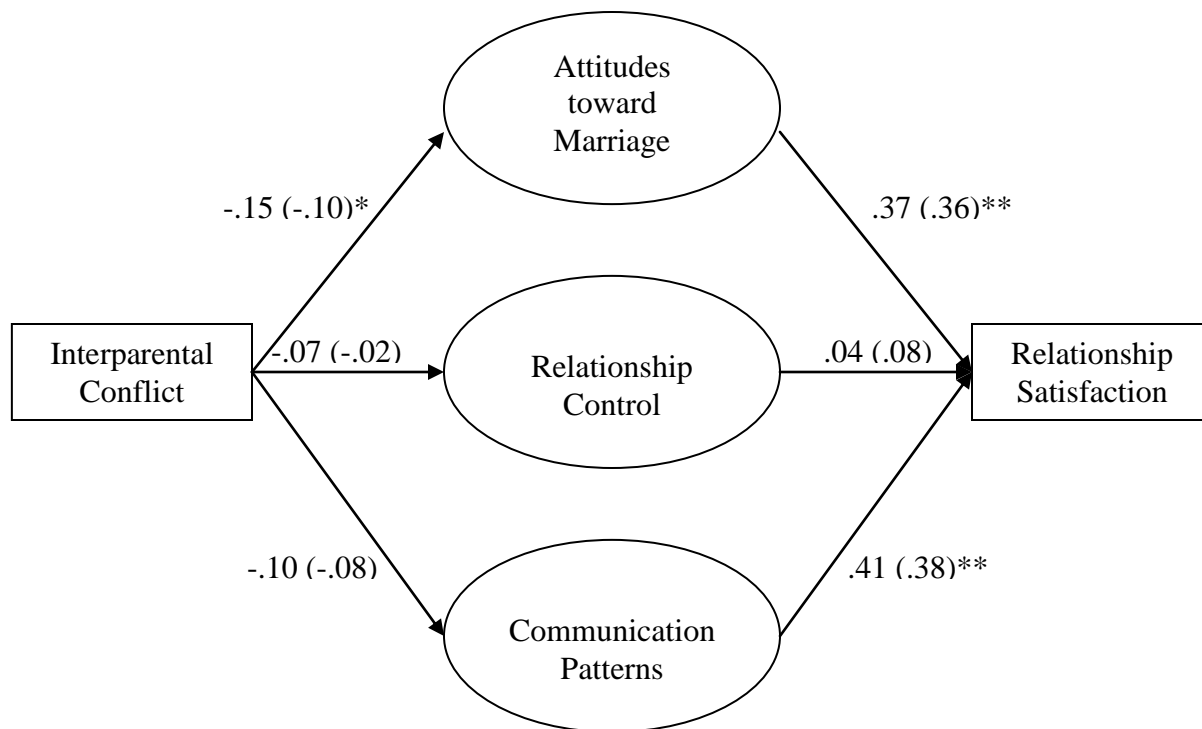 Attitudes
toward
Marriage
-.15 (-.10)*
.37 (.36)**
Interparental
Conflict
-.07 (-.02)
Relationship
Control
.04 (.08)
Relationship
Satisfaction
-.10 (-.08)
.41 (.38)**
Communication
Patterns